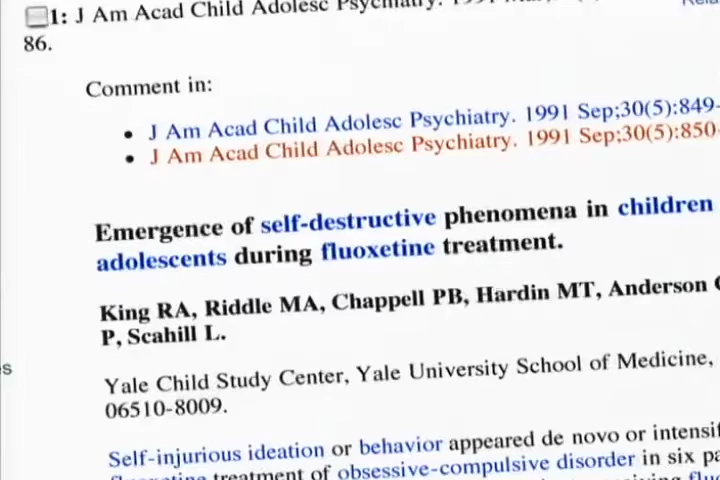 1: J Am Acad Child Adolesc Psychiatry. 1991
86.
Comment in:
• J Am Acad Child Adolesc Psychiatry. 1991 Sep;30(5):849-
• J Am Acad Child Adolesc Psychiatry. 1991 Sep;30(5):850-
Emergence of self-destructive phenomena in children
adolescents during fluoxetine treatment.
King RA, Riddle MA, Chappell PB, Hardin MT, Anderson
P, Scahill L.
Yale Child Study Center, Yale University School of Medicine,
06510-8009.
Self-injurious ideation or behavior appeared de novo or intensif
fluoxetine treatment of obsessive-compulsive disorder in six pa